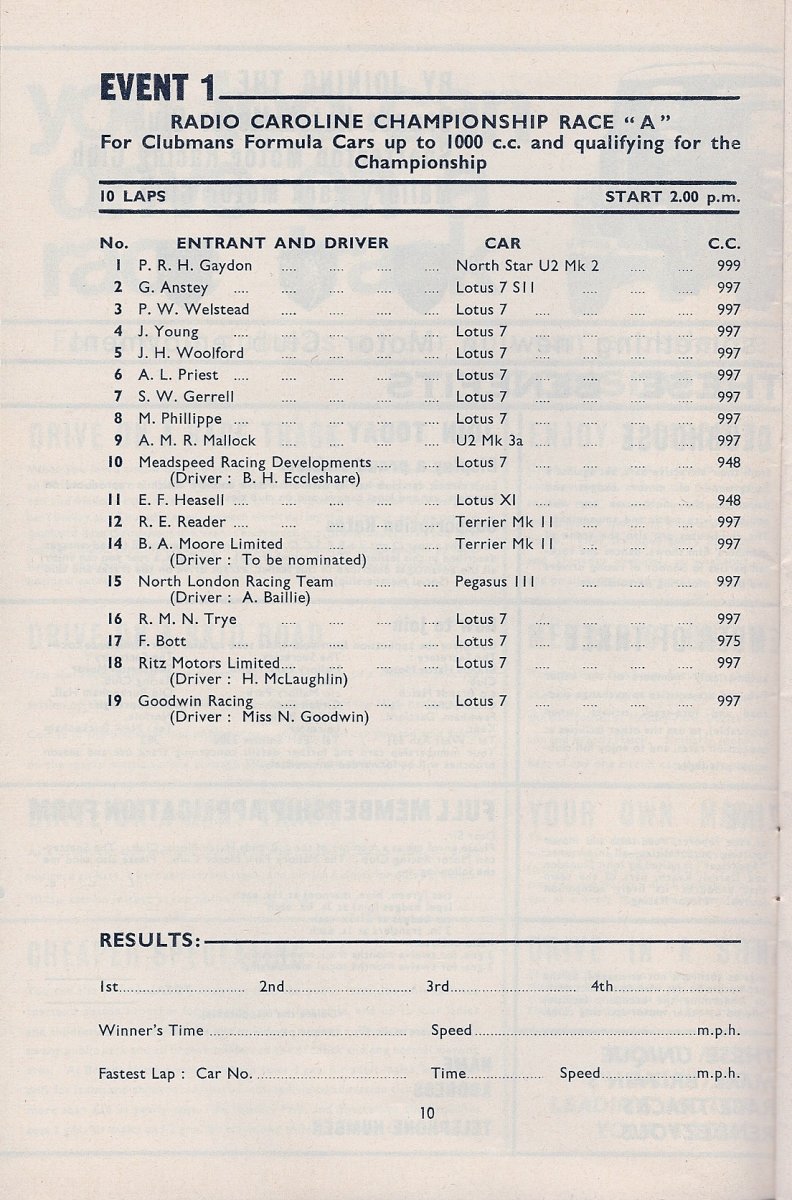 EVENT 1
RADIO CAROLINE CHAMPIONSHIP RACE "A"
For Clubmans Formula Cars up to 1000 c.c. and qualifying for the
Championship
10 LAPS START 2.00 p.m.
No. ENTRANT AND DRIVER CAR C.C.
1 P. R. H. Gaydon .... .... .... .... North Star U2 Mk 2 .... .... 999
2 G. Anstey .... .... .... .... .... Lotus 7 S11 .... .... .... 997
3 P. W. Welstead .... .... .... .... Lotus 7 .... .... .... .... 997
4 J. Young .... .... .... .... .... Lotus 7 .... .... .... .... 997
5 J. H. Woolford .... .... .... .... Lotus 7 .... .... .... .... 997
6 A. L. Priest .... .... .... .... .... Lotus 7 .... .... .... .... 997
7 S. W. Gerrell .... .... .... .... Lotus 7 .... .... .... .... 997
8 M. Phillippe .... .... .... .... Lotus 7 .... .... .... .... 997
9 A. M. R. Mallock .... .... .... U2 Mk 3a .... .... .... 997
10 Meadspeed Racing Developments .... .... Lotus 7 .... .... .... .... 948
(Driver : B. H. Eccleshare)
11 E. F. Heasell .... .... .... .... .... Lotus XI .... .... .... 948
12 R. E. Reader .... .... .... .... Terrier Mk 11 .... .... .... 997
14 B. A. Moore Limited .... .... .... Terrier Mk 11 .... .... .... 997
(Driver : To be nominated)
15 North London Racing Team .... .... Pegasus 111 .... .... .... 997
(Driver : A. Baillie)
16 R. M. N. Trye .... .... .... .... Lotus 7 .... .... .... .... 997
17 F. Bott .... .... .... .... .... Lotus 7 .... .... .... .... 975
18 Ritz Motors Limited.... .... .... .... Lotus 7 .... .... .... .... 997
(Driver : H. McLaughlin)
19 Goodwin Racing .... .... .... .... Lotus 7 .... .... .... .... 997
(Driver : Miss N. Goodwin)
RESULTS:
1st.......................... 2nd.......................... 3rd.......................... 4th..........................
Winner's Time .......................... Speed ..........................m.p.h.
Fastest Lap : Car No. .......................... Time .................. Speed ..................m.p.h.
10